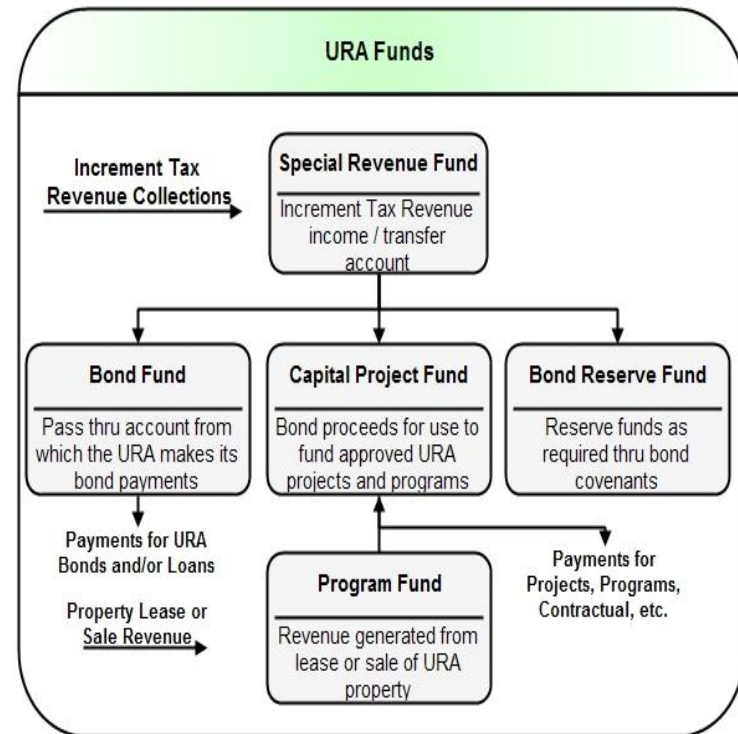 URA Funds
Increment Tax
Revenue Collections
Special Revenue Fund
Increment Tax Revenue
income / transfer
account
Bond Fund
Pass thru account from
which the URA makes its
bond payments
Capital Project Fund
Bond proceeds for use to
fund approved URA
projects and programs
Bond Reserve Fund
Reserve funds as
required thru bond
covenants
Payments for URA
Bonds and/or Loans
Property Lease or
Sale Revenue
Program Fund
Revenue generated from
lease or sale of URA
property
Payments for
Projects, Programs,
Contractual, etc.